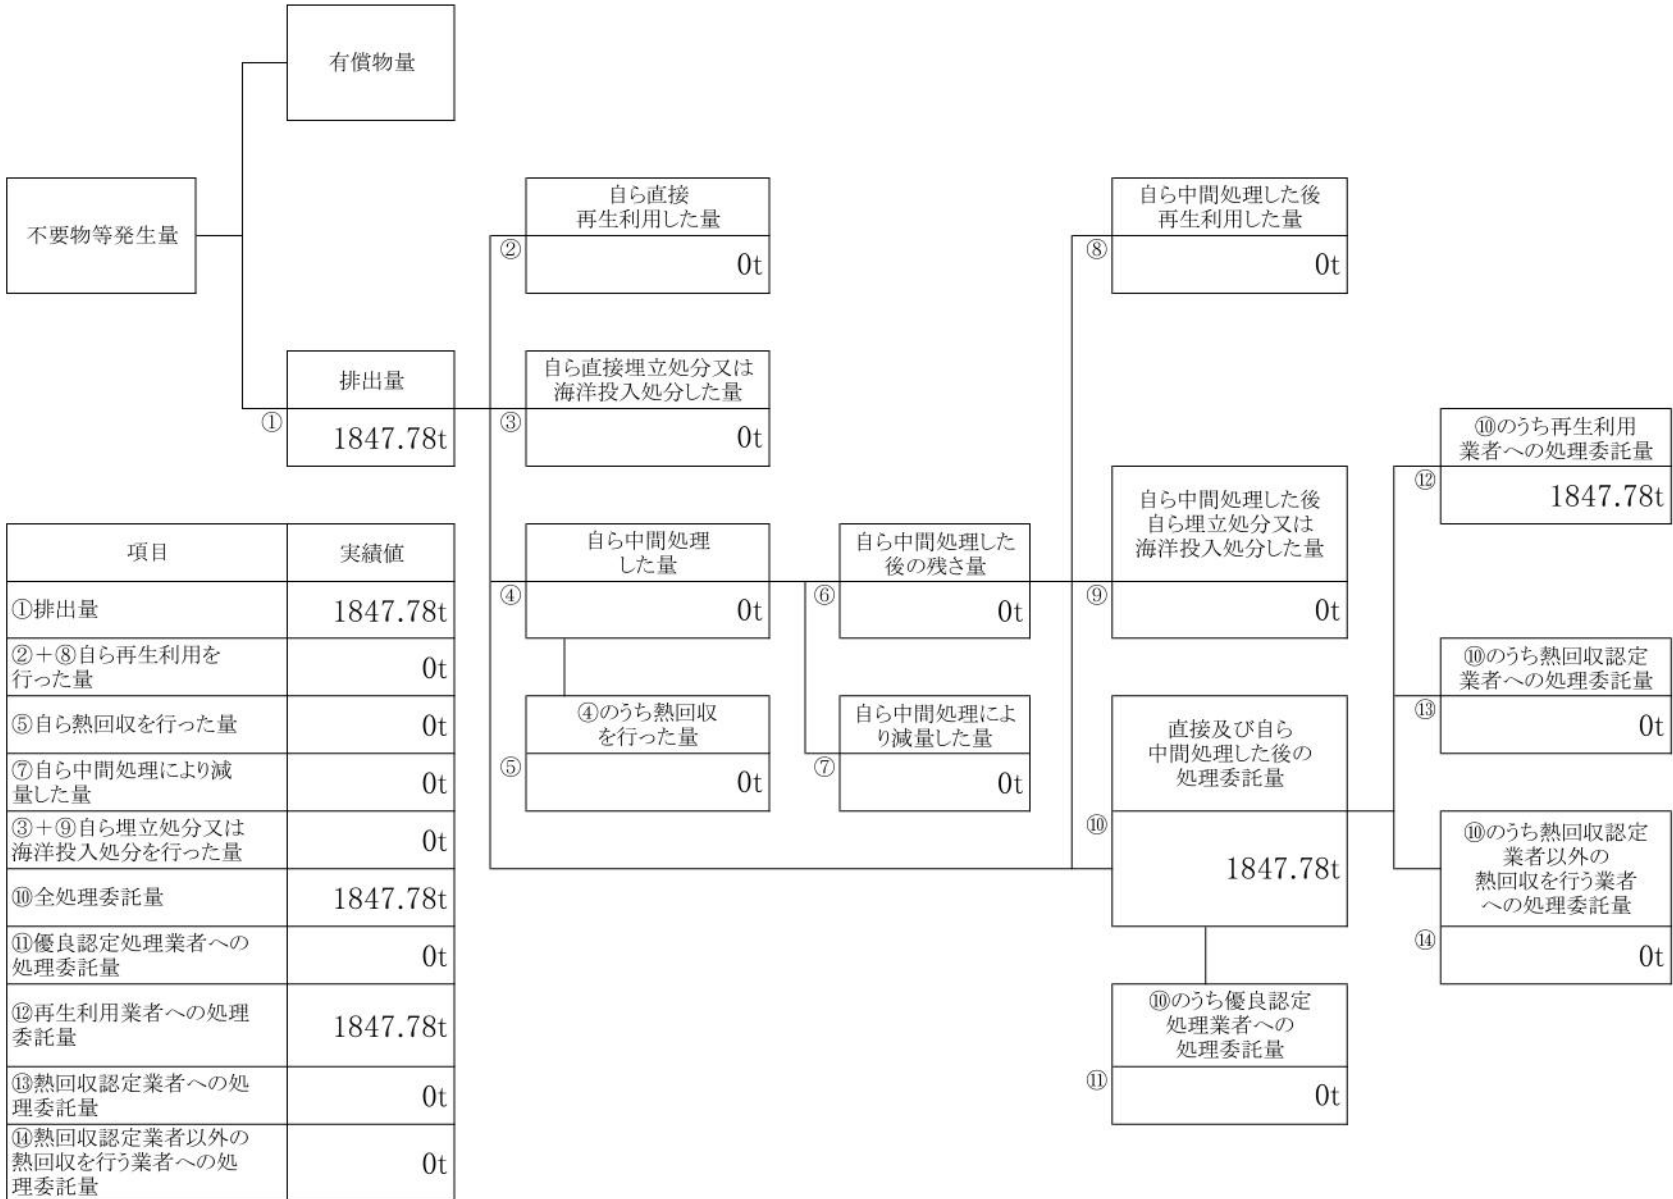 有償物量
不要物等発生量
自ら直接
再生利用した量
②
0t
自ら中間処理した後
再生利用した量
⑧
0t
排出量
①
1847.78t
自ら直接埋立処分又は
海洋投入処分した量
③
0t
⑩のうち再生利用
業者への処理委託量
⑫
1847.78t
自ら中間処理
した量
④
0t
自ら中間処理した
後の残さ量
⑥
0t
自ら中間処理した後
自ら埋立処分又は
海洋投入処分した量
⑨
0t
⑩のうち熱回収認定
業者への処理委託量
⑬
0t
④のうち熱回収
を行った量
⑤
0t
自ら中間処理によ
り減量した量
⑦
0t
直接及び自ら
中間処理した後の
処理委託量
⑩
1847.78t
⑩のうち熱回収認定
業者以外の
熱回収を行う業者
への処理委託量
⑭
0t
⑩のうち優良認定
処理業者への
処理委託量
⑪
0t
項目 実績値
①排出量 1847.78t
②＋⑧自ら再生利用を
行った量 0t
⑤自ら熱回収を行った量 0t
⑦自ら中間処理により減
量した量 0t
③＋⑨自ら埋立処分又は
海洋投入処分を行った量 0t
⑩全処理委託量 1847.78t
⑪優良認定処理業者への
処理委託量 0t
⑫再生利用業者への処理
委託量 1847.78t
⑬熱回収認定業者への処
理委託量 0t
⑭熱回収認定業者以外の
熱回収を行う業者への処
理委託量 0t